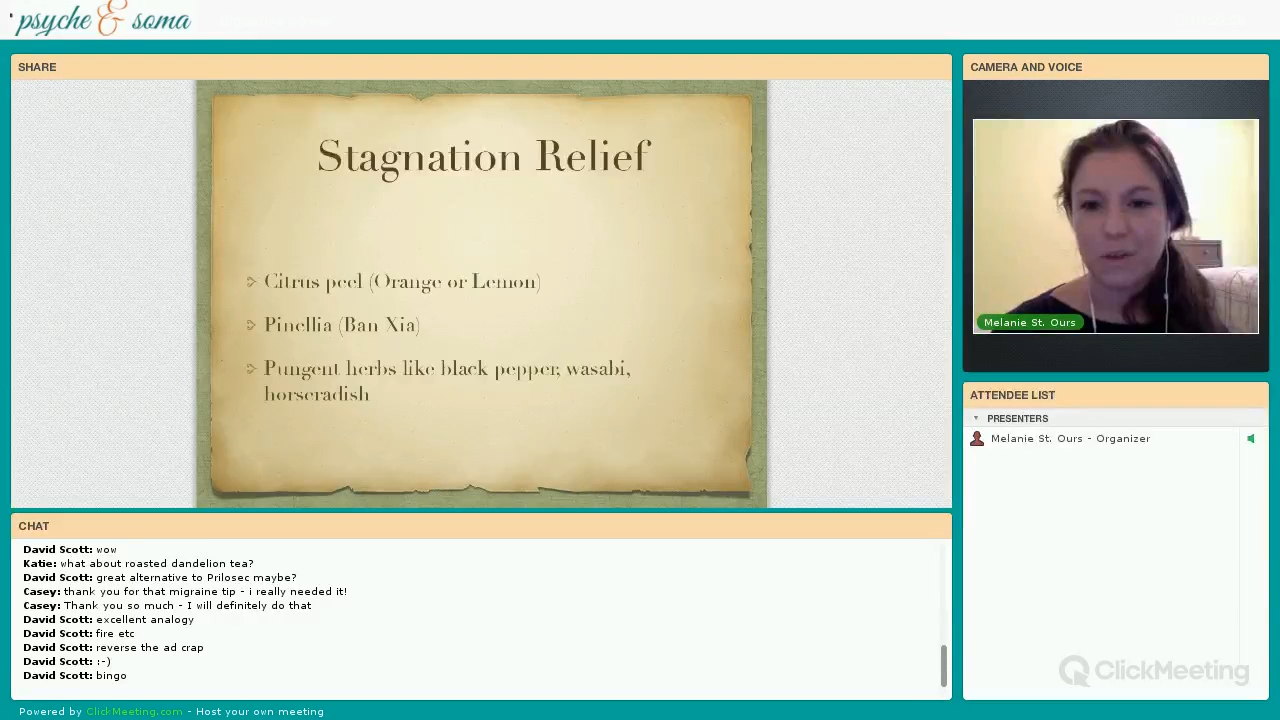 psyche & soma
SHARE
Stagnation Relief
Citrus peel (Orange or Lemon)
Pinellia (Ban Xia)
Pungent herbs like black pepper, wasabi,
horseradish
CAMERA AND VOICE
Melanie St. Ours
ATTENDEE LIST
PRESENTERS
Melanie St. Ours - Organizer
CHAT
David Scott: wow
Katie: what about roasted dandelion tea?
David Scott: great alternative to Prilosec maybe?
Casey: thank you for that migraine tip - i really needed it!
Casey: Thank you so much - I will definitely do that
David Scott: excellent analogy
David Scott: fire etc
David Scott: reverse the ad crap
David Scott: :-)
David Scott: bingo
ClickMeeting
Powered by ClickMeeting.com - Host your own meeting